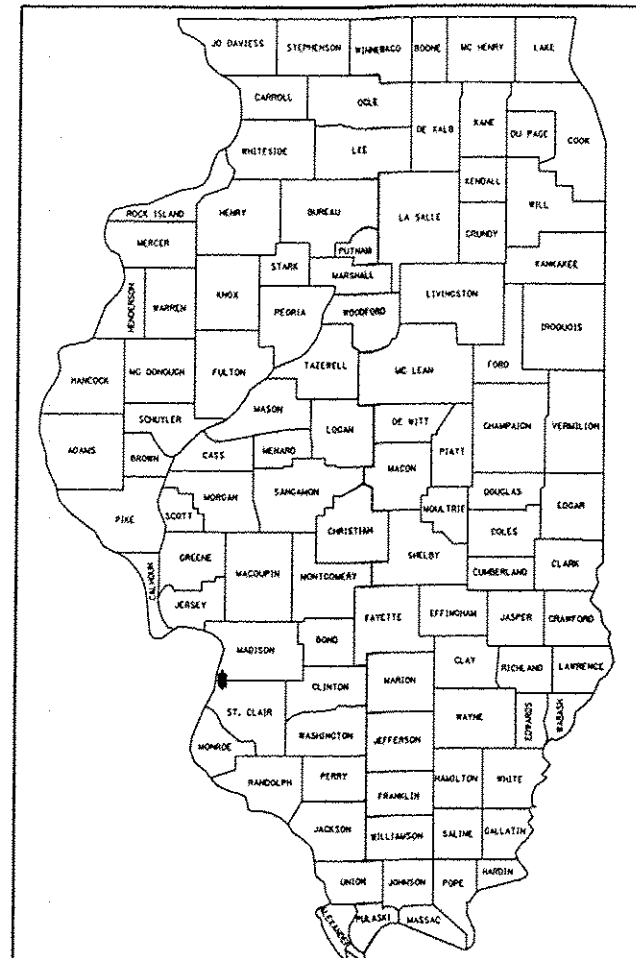 JO DAVIESS STEPHENSON WINNEBAGO BOONE MC HENRY LAKE
CARROLL OGLE DE KALB KANE DU PAGE COOK
WHITESIDE LEE
KENDALL
ROCK ISLAND HENRY BUREAU LA SALLE WILL
MERCER PUTNAM GRUNDY
STARK MARSHALL KANKAKEE
HENDERSON WARREN KNOX PEORIA WOODFORD LIVINGSTON IROQUOIS
HANCOCK MC DONOUGH FULTON TAZEWELL MC LEAN FORD
MASON
SCHUYLER LOGAN DE WITT CHAMPAIGN VERMILION
ADAMS BROWN CASS MENARD MACON PIATT
PIKE SCOTT MORGAN SANGAMON MOULTRIE DOUGLAS EDGAR
CHRISTIAN COLES
CALHOUN GREENE MACOUPIN MONTGOMERY SHELBY CUMBERLAND CLARK
JERSEY FAYETTE EFFINGHAM JASPER CRAWFORD
MADISON BOND
CLAY RICHLAND LAWRENCE
CLINTON MARION
ST. CLAIR WAYNE EDWARDS WABASH
MONROE WASHINGTON JEFFERSON
RANDOLPH PERRY HAMILTON WHITE
FRANKLIN
JACKSON WILLIAMSON SALINE GALLATIN
UNION JOHNSON POPE HARDIN
ALEXANDER PULASKI MASSAC